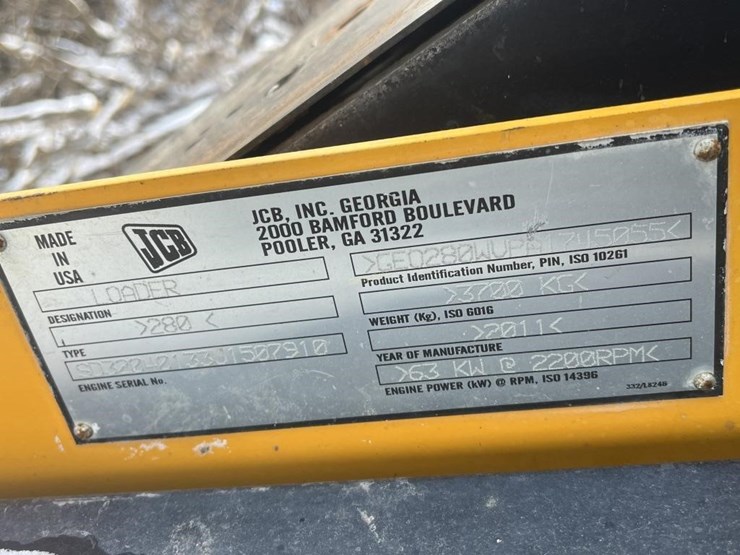 MADE
IN
USA
JCB
JCB, INC. GEORGIA
2000 BAMFORD BOULEVARD
POOLER, GA 31322
LOADER
DESIGNATION
>280 <
TYPE
ENGINE SERIAL No.
Product Identification Number, PIN, ISO 10261
>3700 KG<
WEIGHT (Kg), ISO 6016
>2011<
YEAR OF MANUFACTURE
>63 KW @ 2200RPM<
ENGINE POWER (kW) @ RPM, ISO 14396
332/L8246